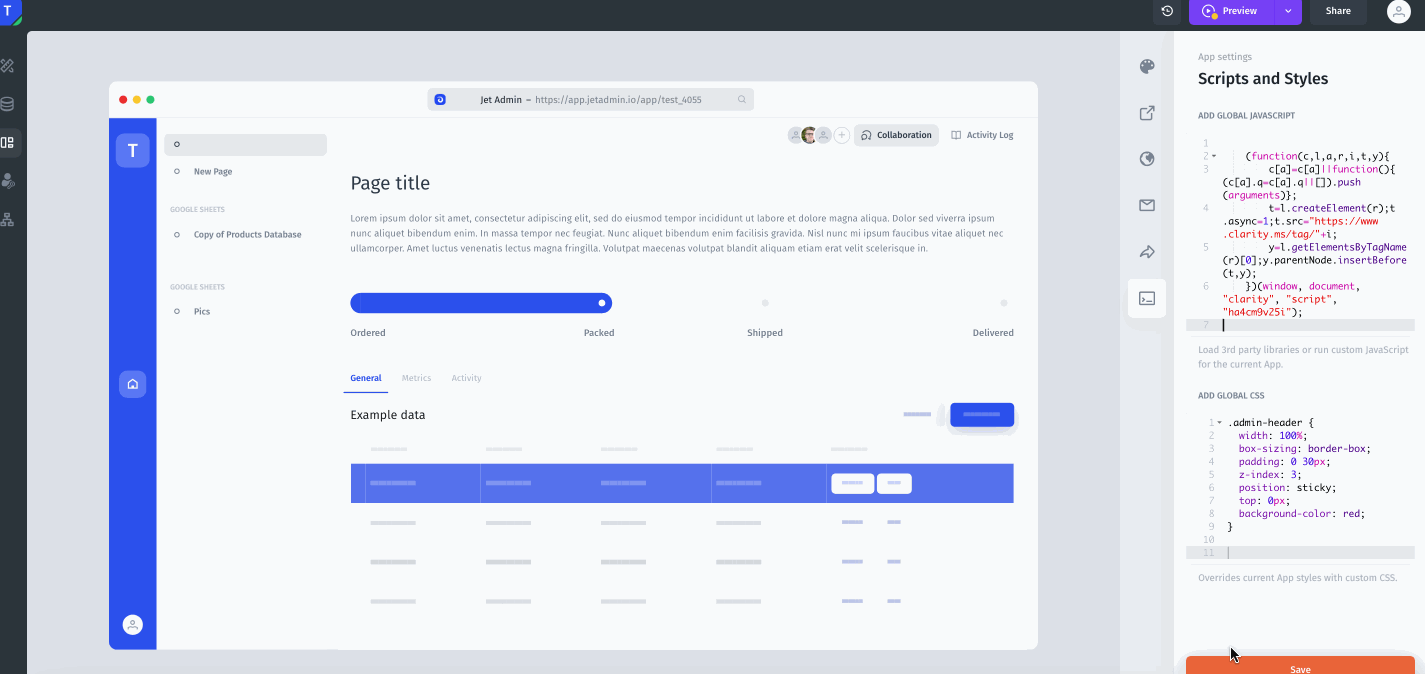 T
Preview
Share
Jet Admin – https://app.jetadmin.io/app/test_4055
T
New Page
GOOGLE SHEETS
Copy of Products Database
GOOGLE SHEETS
Pics
Collaboration
Activity Log
Page title
Lorem ipsum dolor sit amet, consectetur adipiscing elit, sed do eiusmod tempor incididunt ut labore et dolore magna aliqua. Dolor sed viverra ipsum
nunc aliquet bibendum enim. In massa tempor nec feugiat. Nunc aliquet bibendum enim facilisis gravida. Nisl nunc mi ipsum faucibus vitae aliquet nec
ullamcorper. Amet luctus venenatis lectus magna fringilla. Volutpat maecenas volutpat blandit aliquam etiam erat velit scelerisque in.
Ordered Packed Shipped Delivered
General Metrics Activity
Example data
App settings
Scripts and Styles
ADD GLOBAL JAVASCRIPT
1
2 (function(c,l,a,r,i,t,y){
3 c[a]=c[a]||function(){
(c[a].q=c[a].q||[]).push
(arguments)};
4 t=l.createElement(r);t
.async=1;t.src="https://www
.clarity.ms/tag/"+i;
5 y=l.getElementsByTagName
(r)[0];y.parentNode.insertBefore
(t,y);
6 })(window, document,
"clarity", "script",
"ha4cm9v25i");
7
Load 3rd party libraries or run custom JavaScript
for the current App.
ADD GLOBAL CSS
1 .admin-header {
2 width: 100%;
3 box-sizing: border-box;
4 padding: 0 30px;
5 z-index: 3;
6 position: sticky;
7 top: 0px;
8 background-color: red;
9 }
10
11
Overrides current App styles with custom CSS.
Save